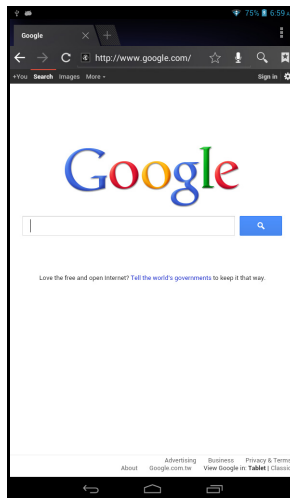 75% 6:59
Google
http://www.google.com/
+You Search Images More
Sign in
Google
Love the free and open Internet? Tell the world's governments to keep it that way.
Advertising Business Privacy & Terms
About Google.com.tw View Google in: Tablet | Classic